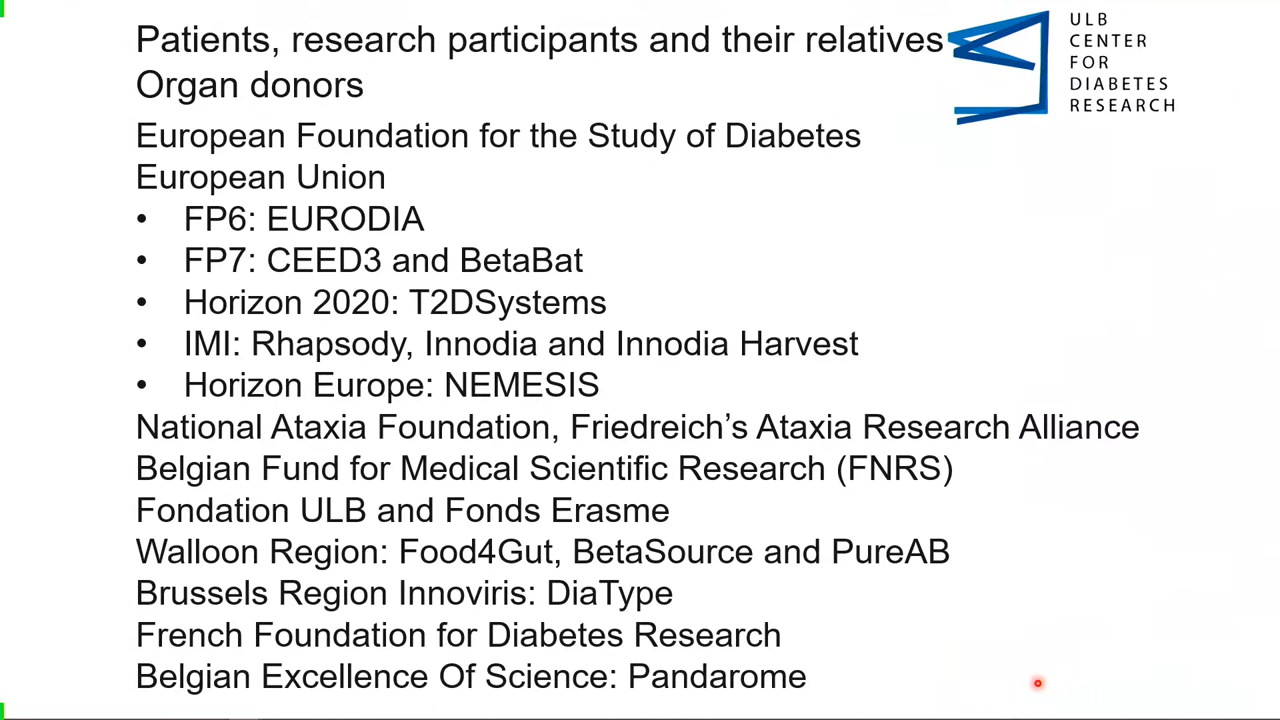 Patients, research participants and their relatives
Organ donors
European Foundation for the Study of Diabetes
European Union
• FP6: EURODIA
• FP7: CEED3 and BetaBat
• Horizon 2020: T2DSystems
• IMI: Rhapsody, Innodia and Innodia Harvest
• Horizon Europe: NEMESIS
National Ataxia Foundation, Friedreich’s Ataxia Research Alliance
Belgian Fund for Medical Scientific Research (FNRS)
Fondation ULB and Fonds Erasme
Walloon Region: Food4Gut, BetaSource and PureAB
Brussels Region Innoviris: DiaType
French Foundation for Diabetes Research
Belgian Excellence Of Science: Pandarome
ULB
CENTER
FOR
DIABETES
RESEARCH